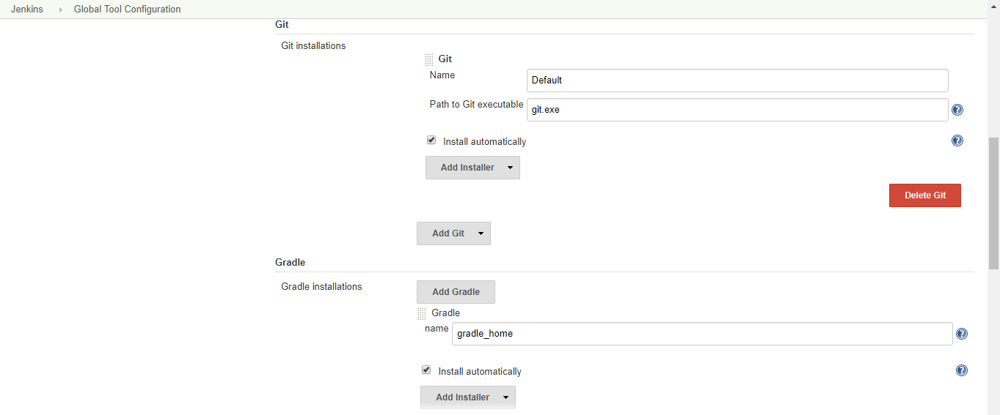 Jenkins Global Tool Configuration
Git
Git installations
Git
Name Default
Path to Git executable git.exe
Install automatically
Add Installer
Delete Git
Add Git
Gradle
Gradle installations Add Gradle
Gradle
name gradle_home
Install automatically
Add Installer